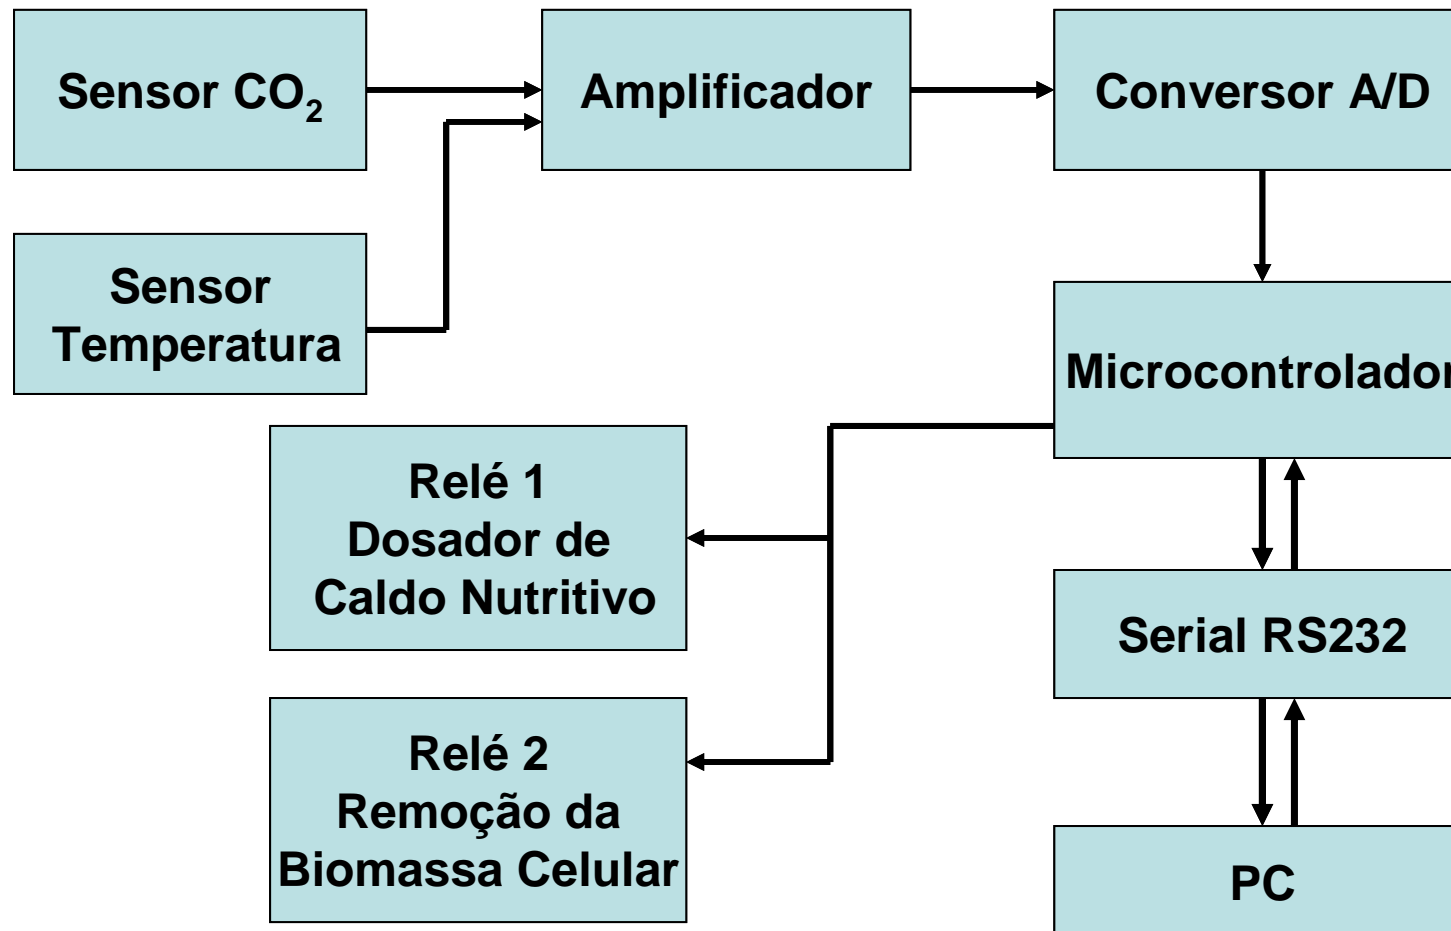 Sensor CO₂
Amplificador
Conversor A/D
Sensor
Temperatura
Microcontrolador
Relé 1
Dosador de
Caldo Nutritivo
Serial RS232
Relé 2
Remoção da
Biomassa Celular
PC